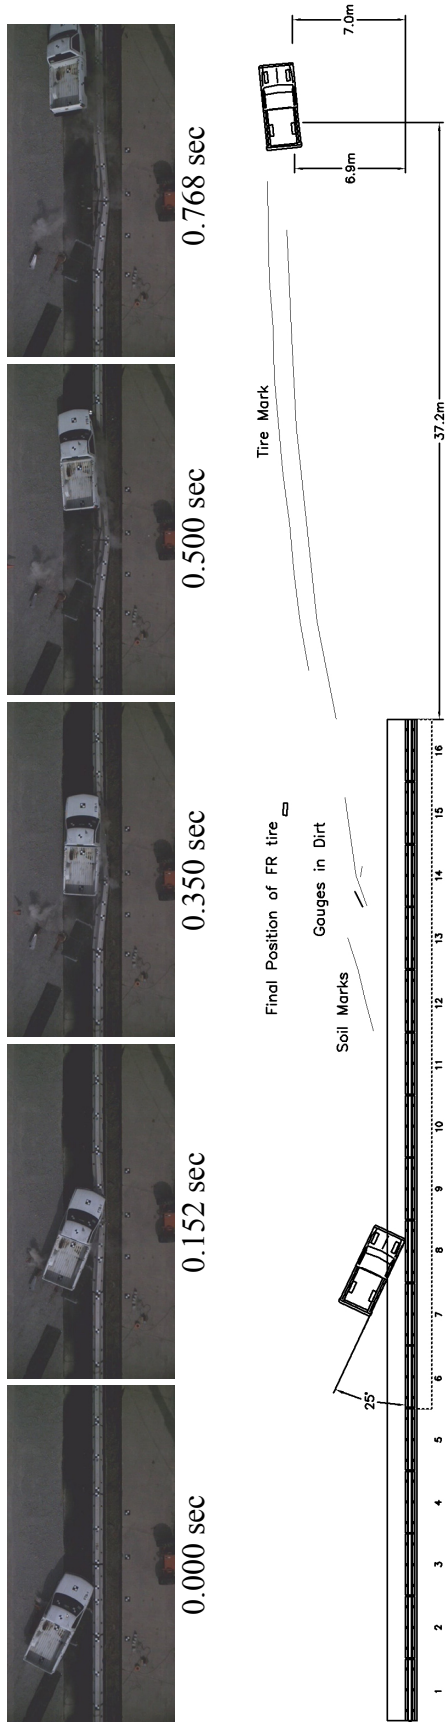 0.000 sec
0.152 sec
0.350 sec
0.500 sec
0.768 sec
Final Position of FR tire
Gouges in Dirt
Soil Marks
Tire Mark
25°
7.0m
6.9m
37.2m
1 2 3 4 5 6 7 8 9 10 11 12 13 14 15 16